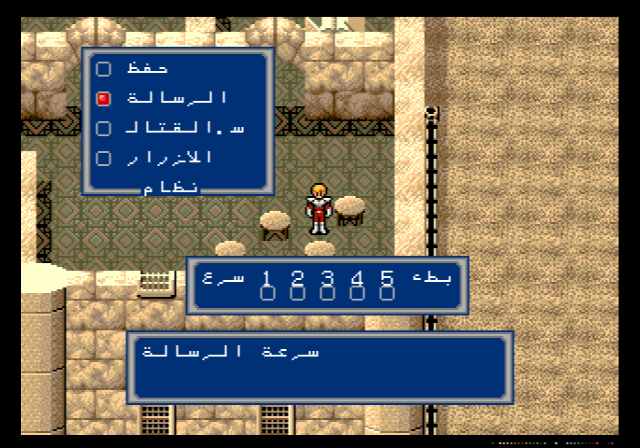 حفظ
الرسالة
س.القتال
الازرار
نظام
بطء 5 4 3 2 1 سرع
سرعة الرسالة